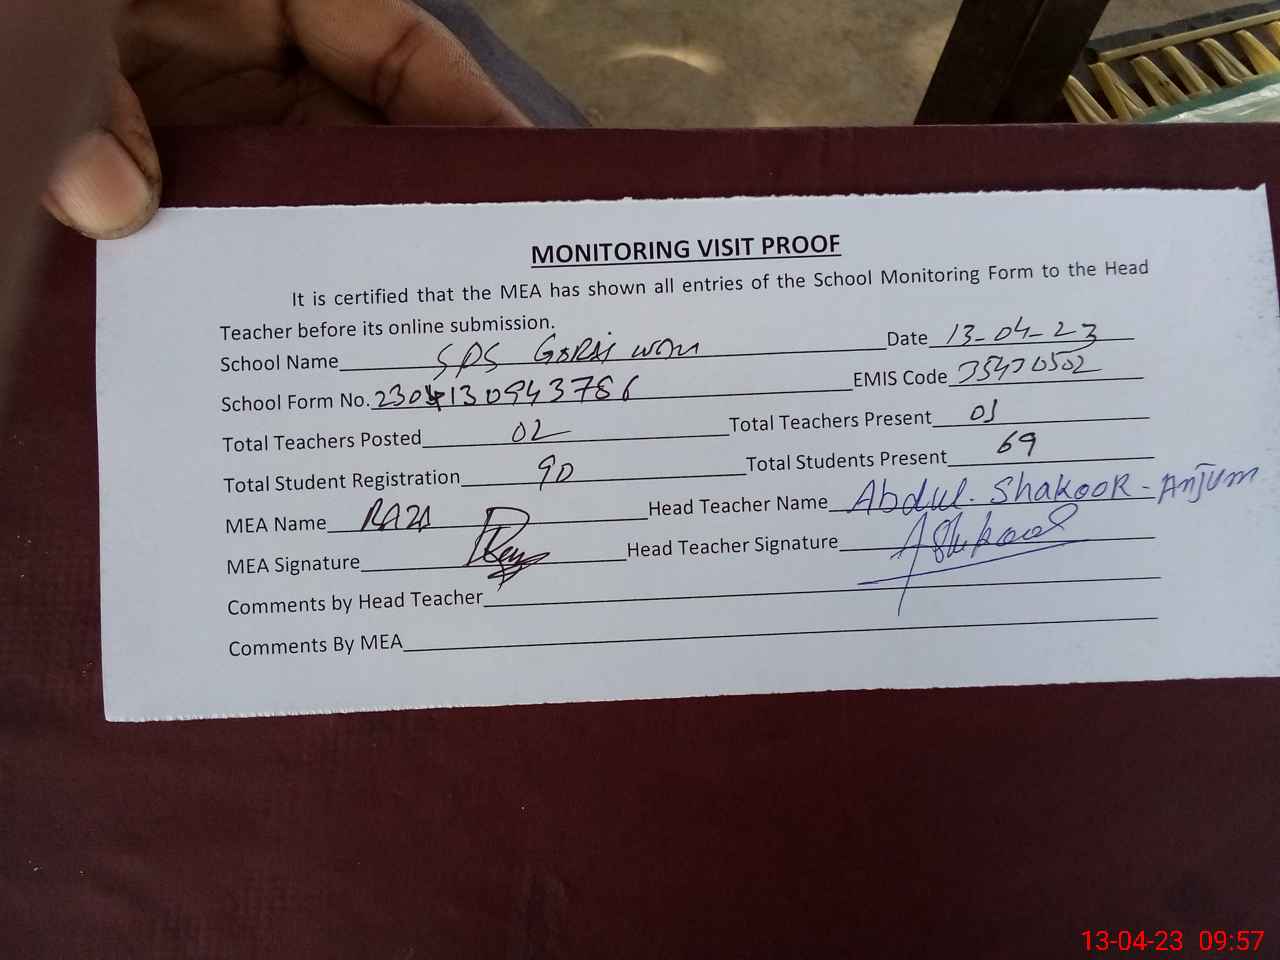 MONITORING VISIT PROOF
It is certified that the MEA has shown all entries of the School Monitoring Form to the Head
Teacher before its online submission.
School Name Date 13-04-23
School Form No. 2304130943786 EMIS Code 35420502
Total Teachers Posted 02 Total Teachers Present
Total Student Registration 90 Total Students Present 69
MEA Name RAZA Head Teacher Name Abdul. Shakoor - Anjum
MEA Signature Head Teacher Signature
Comments by Head Teacher
Comments By MEA
13-04-23 09:57